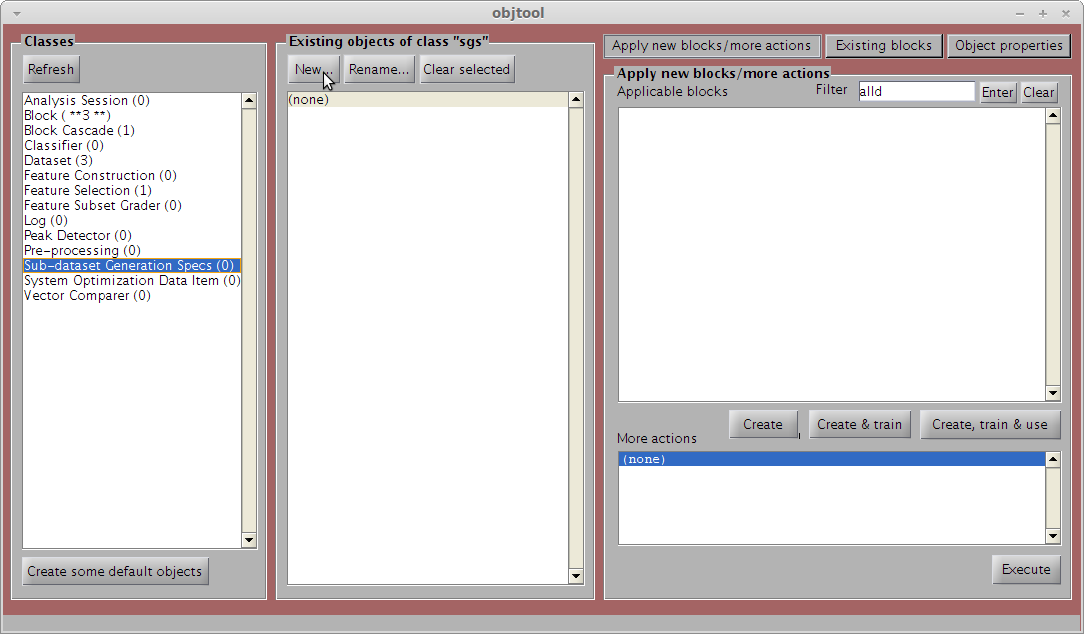 objtool
Classes
Refresh
Analysis Session (0)
Block ( **3 **)
Block Cascade (1)
Classifier (0)
Dataset (3)
Feature Construction (0)
Feature Selection (1)
Feature Subset Grader (0)
Log (0)
Peak Detector (0)
Pre-processing (0)
Sub-dataset Generation Specs (0)
System Optimization Data Item (0)
Vector Comparer (0)
Create some default objects
Existing objects of class "sgs"
New... Rename... Clear selected
(none)
Apply new blocks/more actions Existing blocks Object properties
Apply new blocks/more actions
Applicable blocks Filter alld Enter Clear
Create Create & train Create, train & use
More actions
(none)
Execute